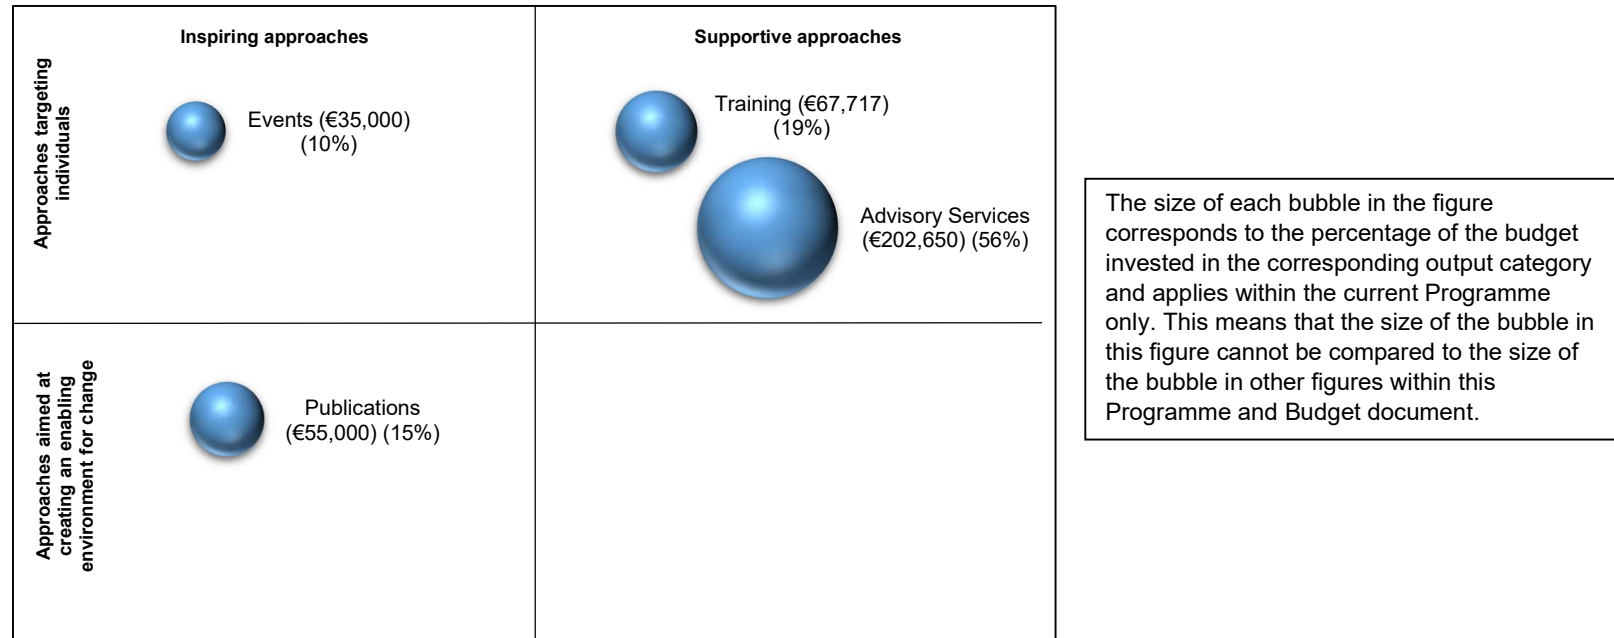 Inspiring approaches
Supportive approaches
Approaches targeting
individuals
Events (€35,000)
(10%)
Training (€67,717)
(19%)
Advisory Services
(€202,650) (56%)
Approaches aimed at
creating an enabling
environment for change
Publications
(€55,000) (15%)
The size of each bubble in the figure
corresponds to the percentage of the budget
invested in the corresponding output category
and applies within the current Programme
only. This means that the size of the bubble in
this figure cannot be compared to the size of
the bubble in other figures within this
Programme and Budget document.